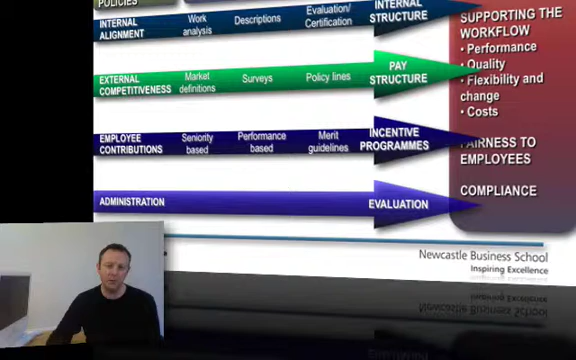 POLICIES
INTERNAL
ALIGNMENT
Work
analysis
Descriptions
Evaluation/
Certification
INTERNAL
STRUCTURE
EXTERNAL
COMPETITIVENESS
Market
definitions
Surveys
Policy lines
PAY
STRUCTURE
EMPLOYEE
CONTRIBUTIONS
Seniority
based
Performance
based
Merit
guidelines
INCENTIVE
PROGRAMMES
ADMINISTRATION
EVALUATION
SUPPORTING THE
WORKFLOW
• Performance
• Quality
• Flexibility and
change
• Costs
FAIRNESS TO
EMPLOYEES
COMPLIANCE
Newcastle Business School
Inspiring Excellence